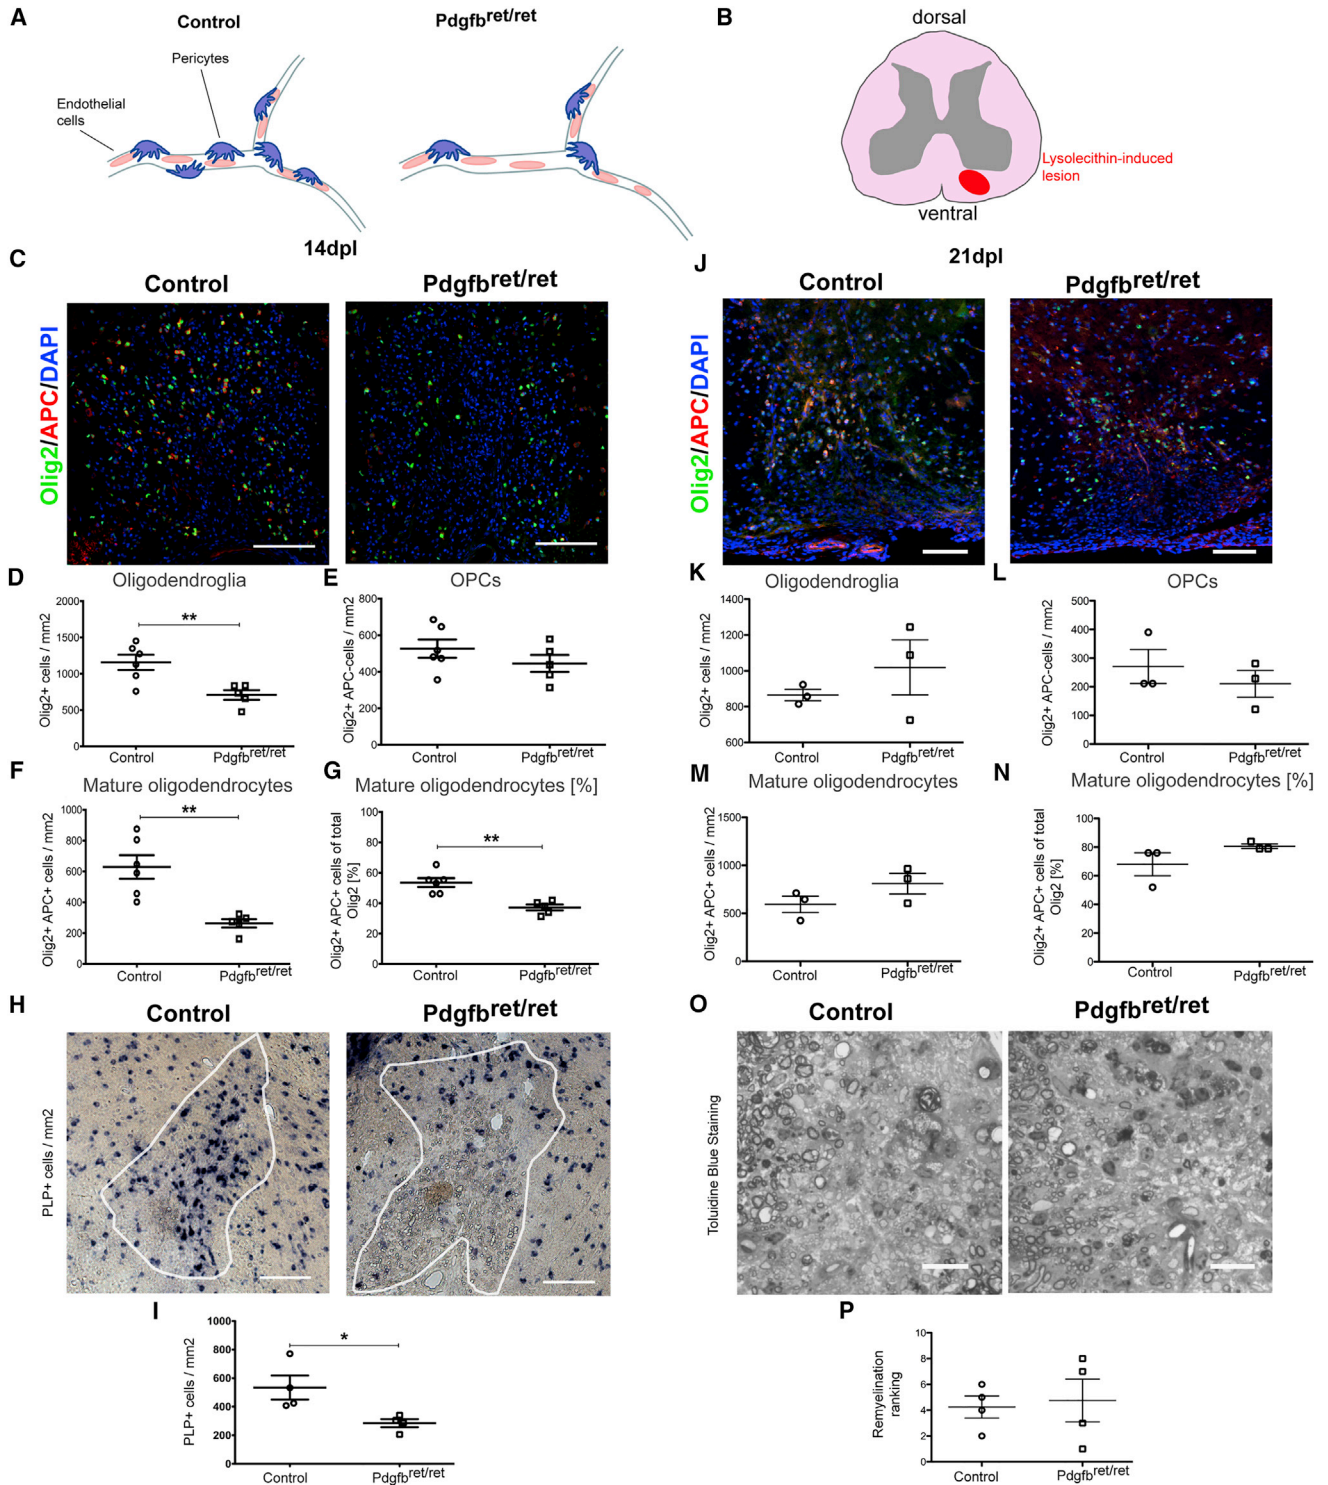 A
Control
Pdgfbret/ret
Pericytes
Endothelial
cells
B
dorsal
Lysolecithin-induced
lesion
ventral
14dpl
C
Control
Pdgfbret/ret
Olig2/APC/DAPI
D
Oligodendroglia
Olig2+ cells / mm2
2000
1500
1000
500
0
**
Control
Pdgfbret/ret
E
OPCs
Olig2+ APC-cells / mm2
800
600
400
200
0
Control
Pdgfbret/ret
F
Mature oligodendrocytes
Olig2+ APC+ cells / mm2
1000
800
600
400
200
0
**
Control
Pdgfbret/ret
G
Mature oligodendrocytes [%]
Olig2+ APC+ cells of total
Olig2 [%]
100
80
60
40
20
0
**
Control
Pdgfbret/ret
H
Control
Pdgfbret/ret
PLP+ cells / mm2
I
PLP+ cells / mm2
1000
800
600
400
200
0
*
Control
Pdgfbret/ret
J
21dpl
Control
Pdgfbret/ret
Olig2/APC/DAPI
K
Oligodendroglia
Olig2+ cells / mm2
1400
1200
1000
800
600
Control
Pdgfbret/ret
L
OPCs
Olig2+ APC-cells / mm2
500
400
300
200
100
0
Control
Pdgfbret/ret
M
Mature oligodendrocytes
Olig2+ APC+ cells / mm2
1500
1000
500
0
Control
Pdgfbret/ret
N
Mature oligodendrocytes [%]
Olig2+ APC+ cells of total
Olig2 [%]
100
80
60
40
20
0
Control
Pdgfbret/ret
O
Control
Pdgfbret/ret
Toluidine Blue Staining
P
Remyelination
ranking
10
8
6
4
2
0
Control
Pdgfbret/ret